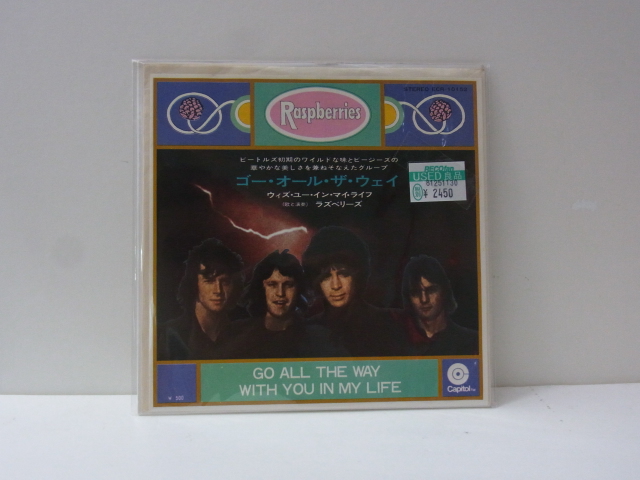 Raspberries
ビートルズ初期のワイルドな味とビージーズの
華やかな美しさを兼ねそなえたグループ
ゴー・オール・ザ・ウェイ
ウィズ・ユー・イン・マイ・ライフ
ラズベリーズ
RECOfan
USED 良品
¥ 2450
GO ALL THE WAY
WITH YOU IN MY LIFE
Capitol